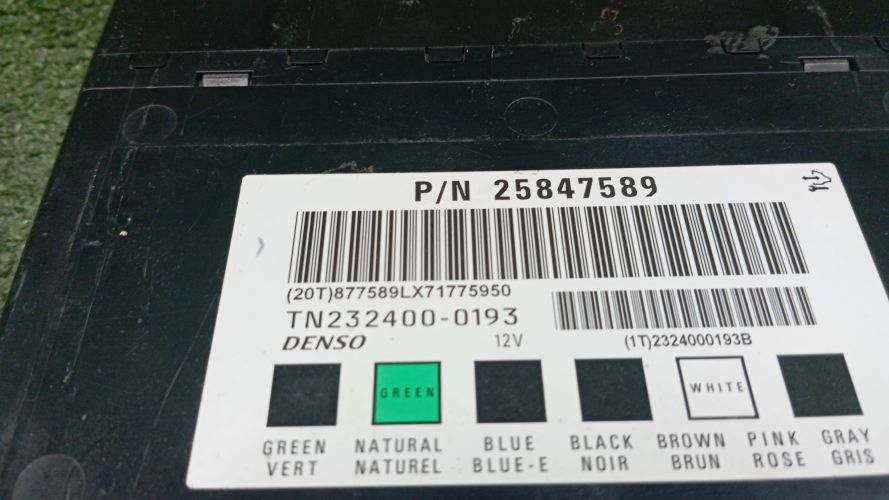 P/N 25847589
(20T)877589LX71775950
TN232400-0193
DENSO 12V
(1T)2324000193B
GREEN WHITE
GREEN NATURAL BLUE BLACK BROWN PINK GRAY
VERT NATUREL BLUE-E NOIR BRUN ROSE GRIS